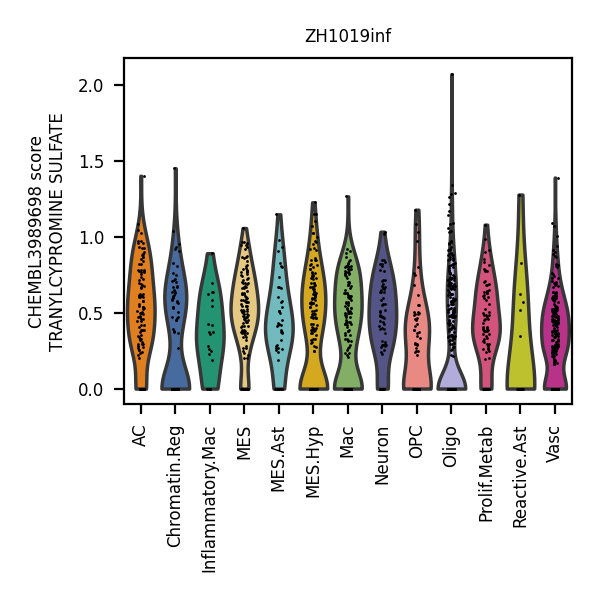 ZH1019inf
CHEMBL3989698 score
TRANYLCYPROMINE SULFATE
2.0
1.5
1.0
0.5
0.0
AC
Chromatin.Reg
Inflammatory.Mac
MES
MES.Ast
MES.Hyp
Mac
Neuron
OPC
Oligo
Prolif.Metab
Reactive.Ast
Vasc